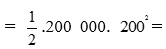 = 1/2 .200 000. 200² =